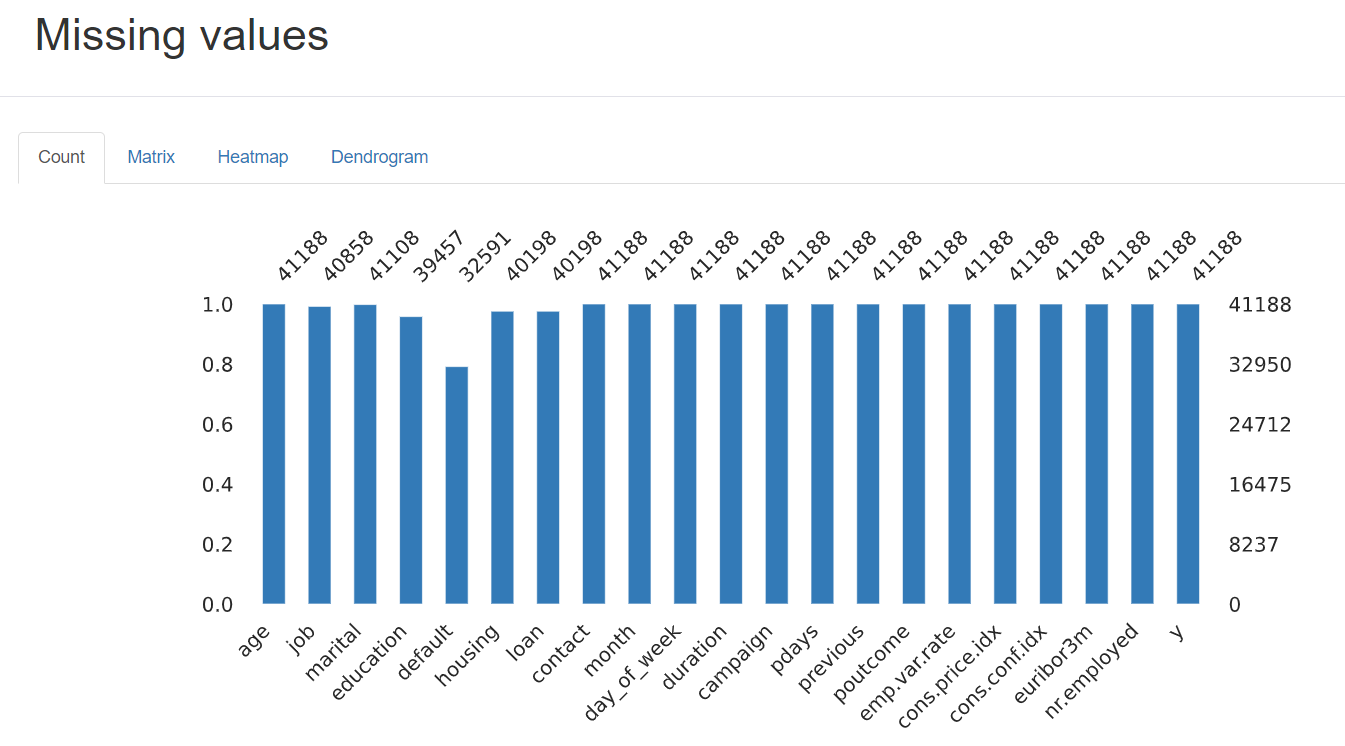 Missing values
Count Matrix Heatmap Dendrogram
41188 40858 41108 39457 32591 40198 40198 41188 41188 41188 41188 41188 41188 41188 41188 41188 41188 41188 41188 41188 41188
1.0 41188
0.8 32950
0.6 24712
0.4 16475
0.2 8237
0.0 0
age job marital education default housing loan contact month day_of_week duration campaign pdays previous poutcome emp.var.rate cons.price.idx cons.conf.idx euribor3m nr.employed y